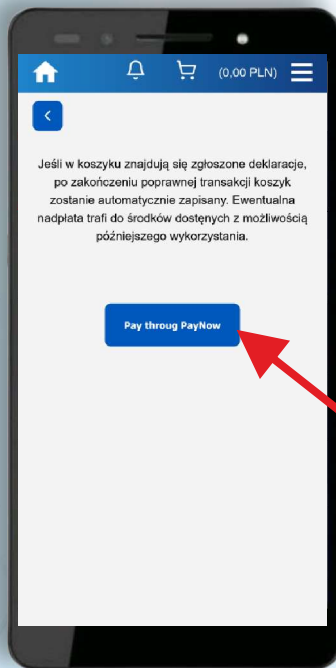 (0,00 PLN)
Jeśli w koszyku znajdują się zgłoszone deklaracje,
po zakończeniu poprawnej transakcji koszyk
zostanie automatycznie zapisany. Ewentualna
nadpłata trafi do środków dostęnych z możliwością
późniejszego wykorzystania.
Pay throug PayNow